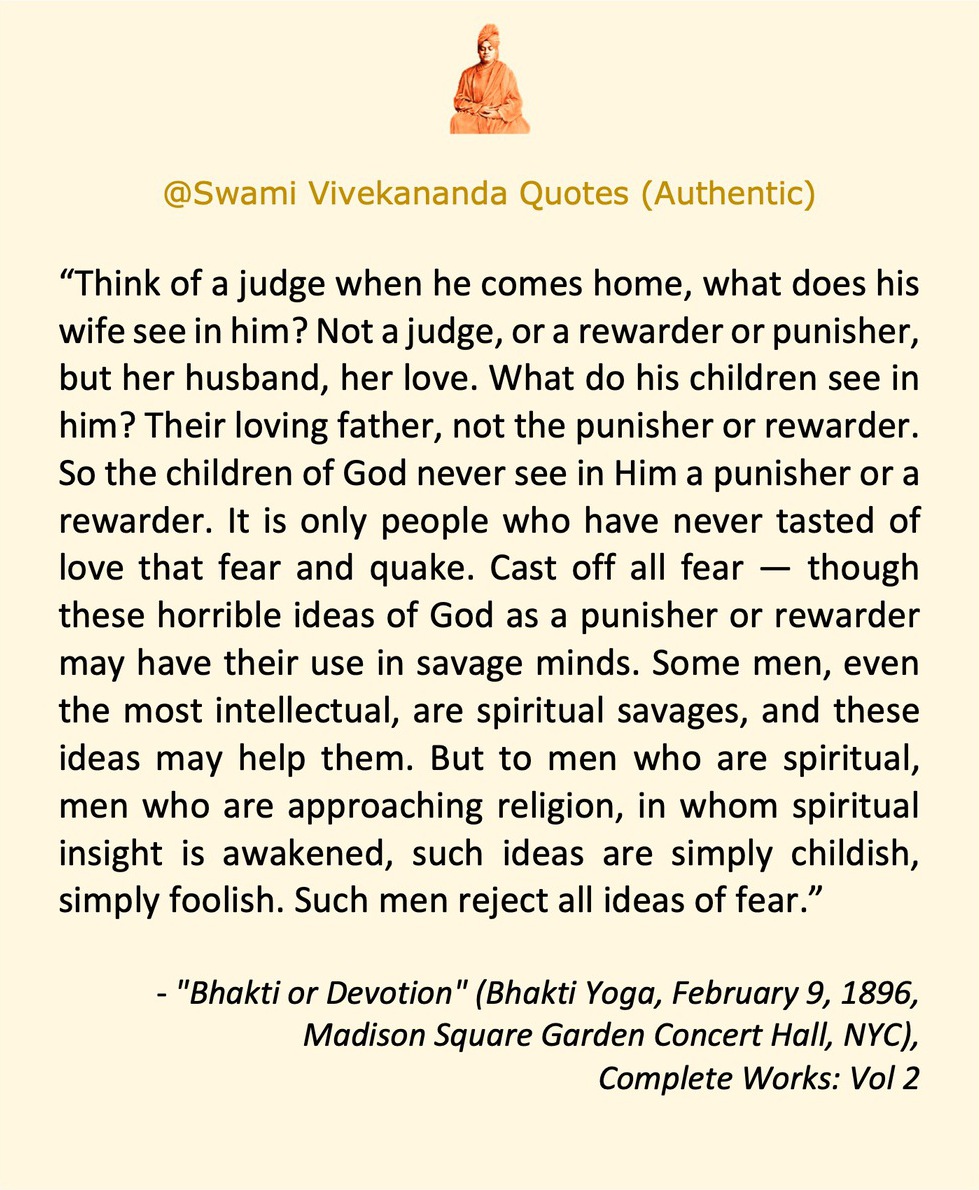 @Swami Vivekananda Quotes (Authentic)
“Think of a judge when he comes home, what does his
wife see in him? Not a judge, or a rewarder or punisher,
but her husband, her love. What do his children see in
him? Their loving father, not the punisher or rewarder.
So the children of God never see in Him a punisher or a
rewarder. It is only people who have never tasted of
love that fear and quake. Cast off all fear — though
these horrible ideas of God as a punisher or rewarder
may have their use in savage minds. Some men, even
the most intellectual, are spiritual savages, and these
ideas may help them. But to men who are spiritual,
men who are approaching religion, in whom spiritual
insight is awakened, such ideas are simply childish,
simply foolish. Such men reject all ideas of fear.”
- "Bhakti or Devotion" (Bhakti Yoga, February 9, 1896,
Madison Square Garden Concert Hall, NYC),
Complete Works: Vol 2